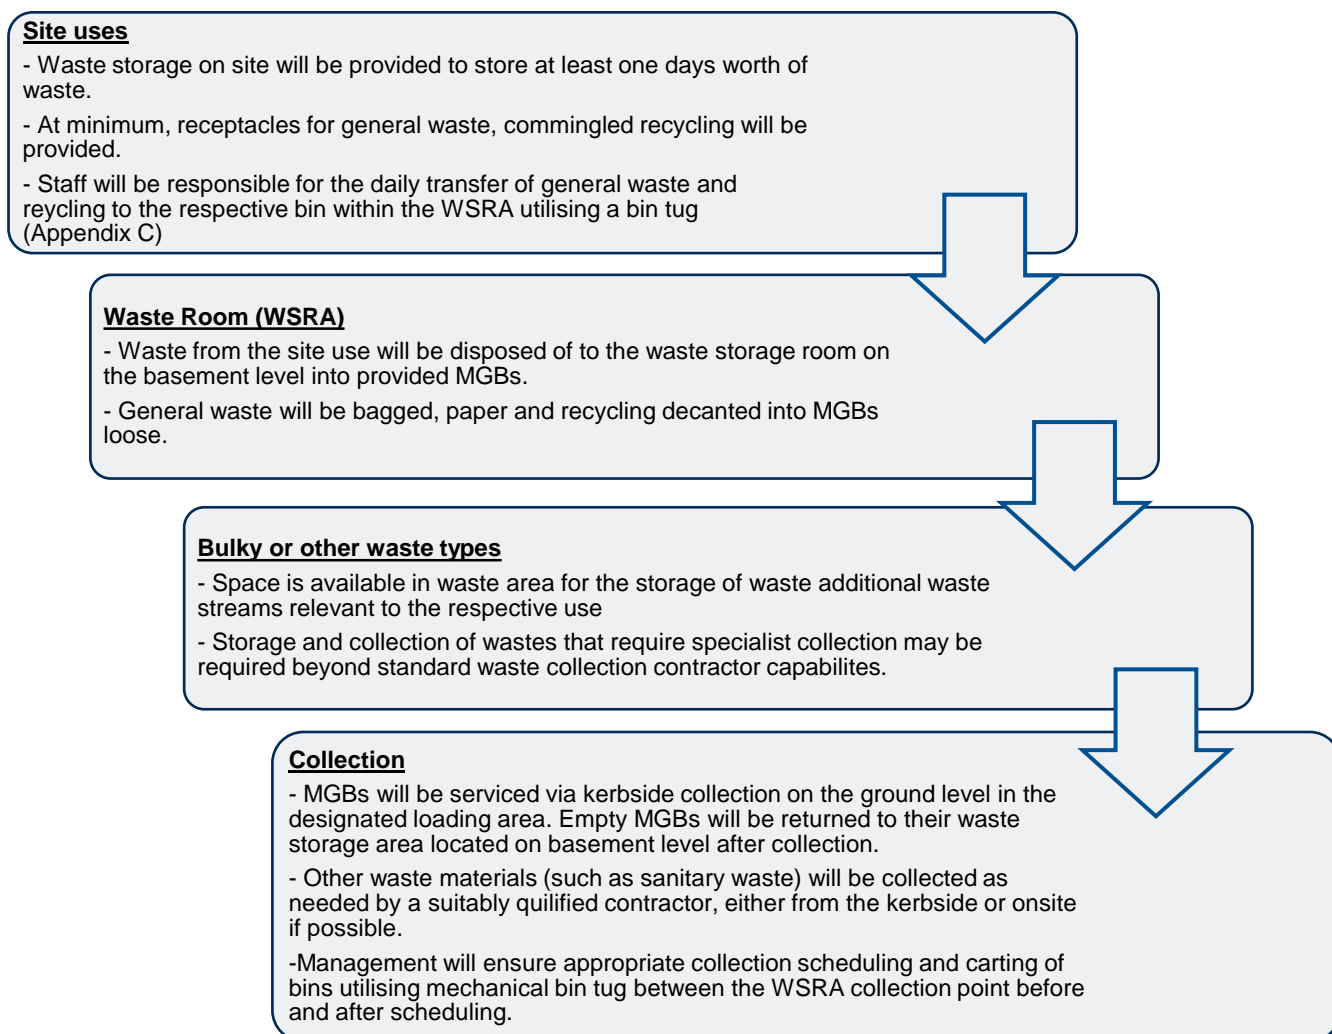 Site uses
- Waste storage on site will be provided to store at least one days worth of
waste.
- At minimum, receptacles for general waste, commingled recycling will be
provided.
- Staff will be responsible for the daily transfer of general waste and
reycling to the respective bin within the WSRA utilising a bin tug
(Appendix C)
Waste Room (WSRA)
- Waste from the site use will be disposed of to the waste storage room on
the basement level into provided MGBs.
- General waste will be bagged, paper and recycling decanted into MGBs
loose.
Bulky or other waste types
- Space is available in waste area for the storage of waste additional waste
streams relevant to the respective use
- Storage and collection of wastes that require specialist collection may be
required beyond standard waste collection contractor capabilites.
Collection
- MGBs will be serviced via kerbside collection on the ground level in the
designated loading area. Empty MGBs will be returned to their waste
storage area located on basement level after collection.
- Other waste materials (such as sanitary waste) will be collected as
needed by a suitably quilified contractor, either from the kerbside or onsite
if possible.
-Management will ensure appropriate collection scheduling and carting of
bins utilising mechanical bin tug between the WSRA collection point before
and after scheduling.